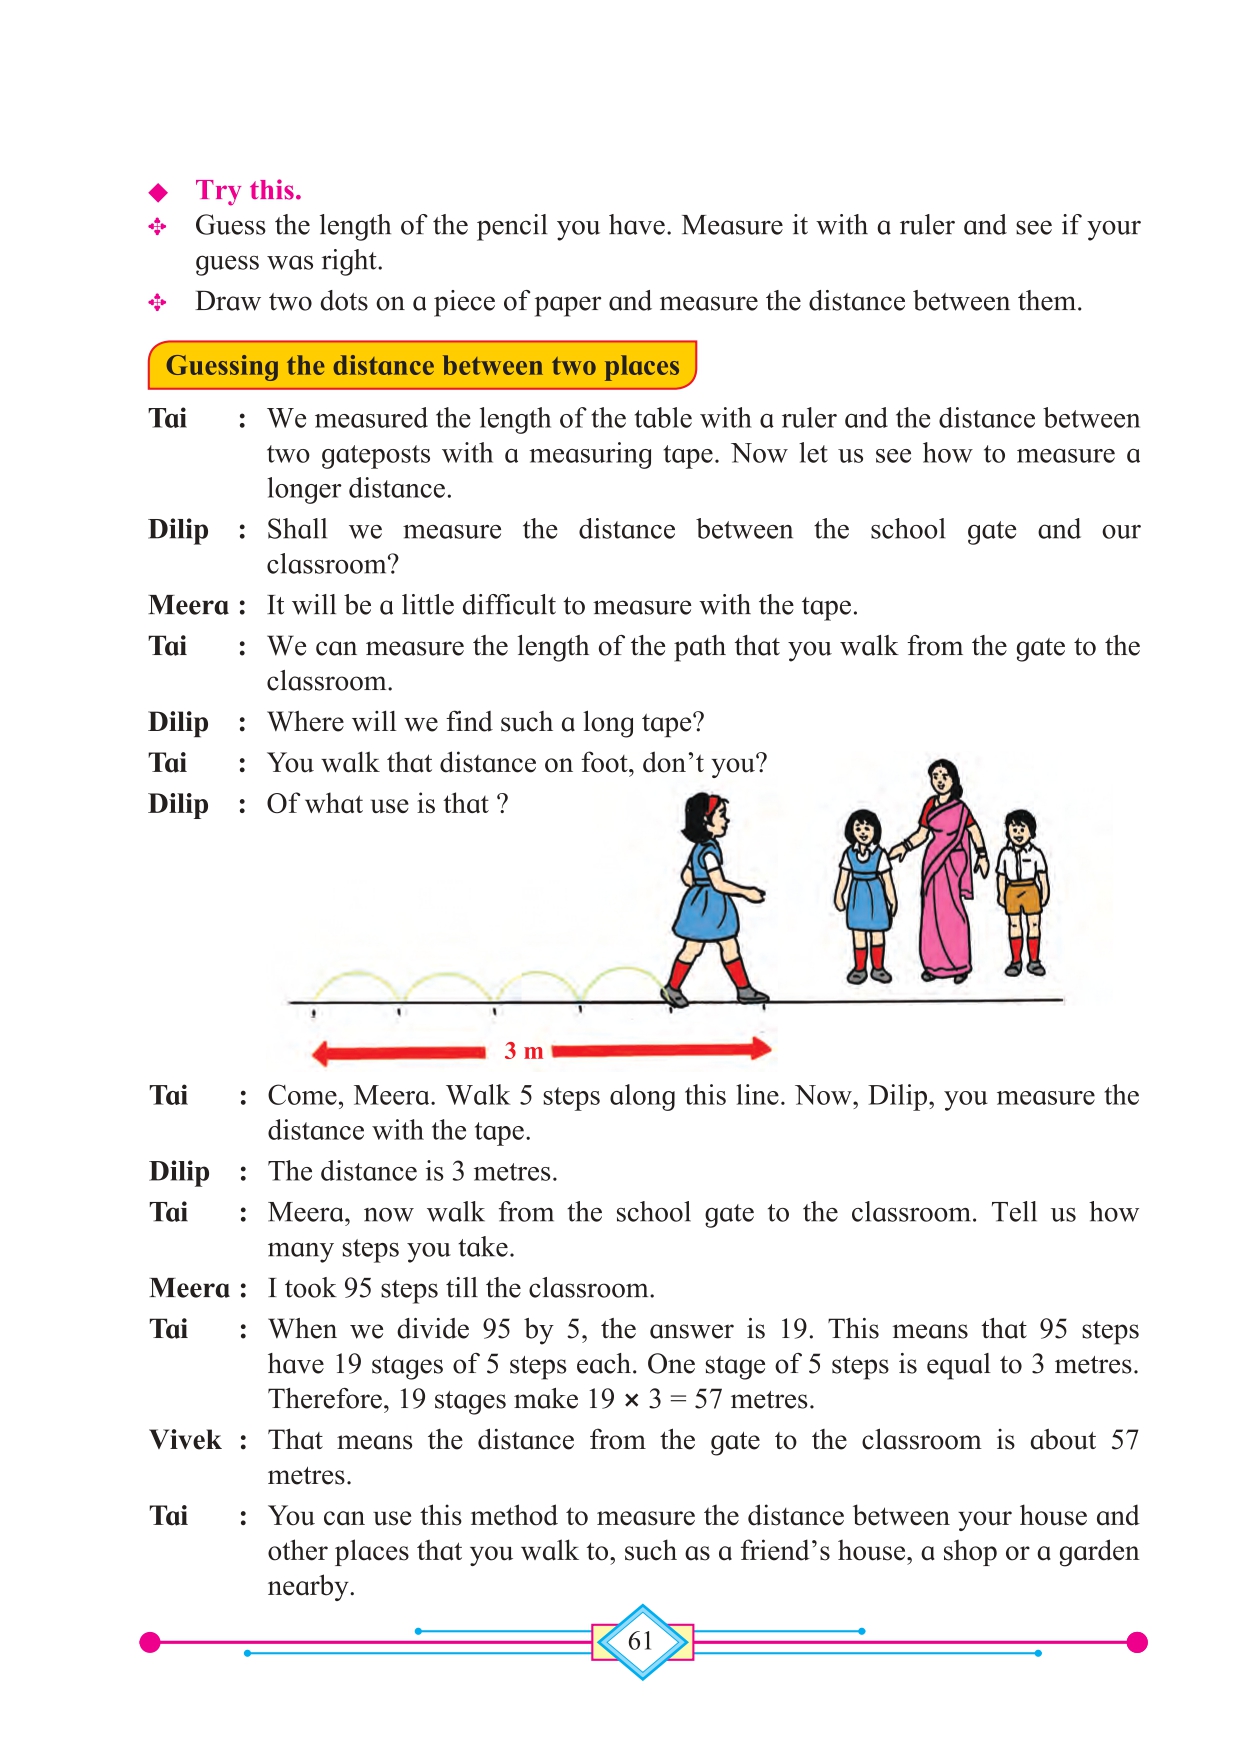 Try this.
Guess the length of the pencil you have. Measure it with a ruler and see if your
guess was right.
Draw two dots on a piece of paper and measure the distance between them.
Guessing the distance between two places
Tai : We measured the length of the table with a ruler and the distance between
two gateposts with a measuring tape. Now let us see how to measure a
longer distance.
Dilip : Shall we measure the distance between the school gate and our
classroom?
Meera : It will be a little difficult to measure with the tape.
Tai : We can measure the length of the path that you walk from the gate to the
classroom.
Dilip : Where will we find such a long tape?
Tai : You walk that distance on foot, don’t you?
Dilip : Of what use is that ?
3 m
Tai : Come, Meera. Walk 5 steps along this line. Now, Dilip, you measure the
distance with the tape.
Dilip : The distance is 3 metres.
Tai : Meera, now walk from the school gate to the classroom. Tell us how
many steps you take.
Meera : I took 95 steps till the classroom.
Tai : When we divide 95 by 5, the answer is 19. This means that 95 steps
have 19 stages of 5 steps each. One stage of 5 steps is equal to 3 metres.
Therefore, 19 stages make 19 × 3 = 57 metres.
Vivek : That means the distance from the gate to the classroom is about 57
metres.
Tai : You can use this method to measure the distance between your house and
other places that you walk to, such as a friend’s house, a shop or a garden
nearby.
61